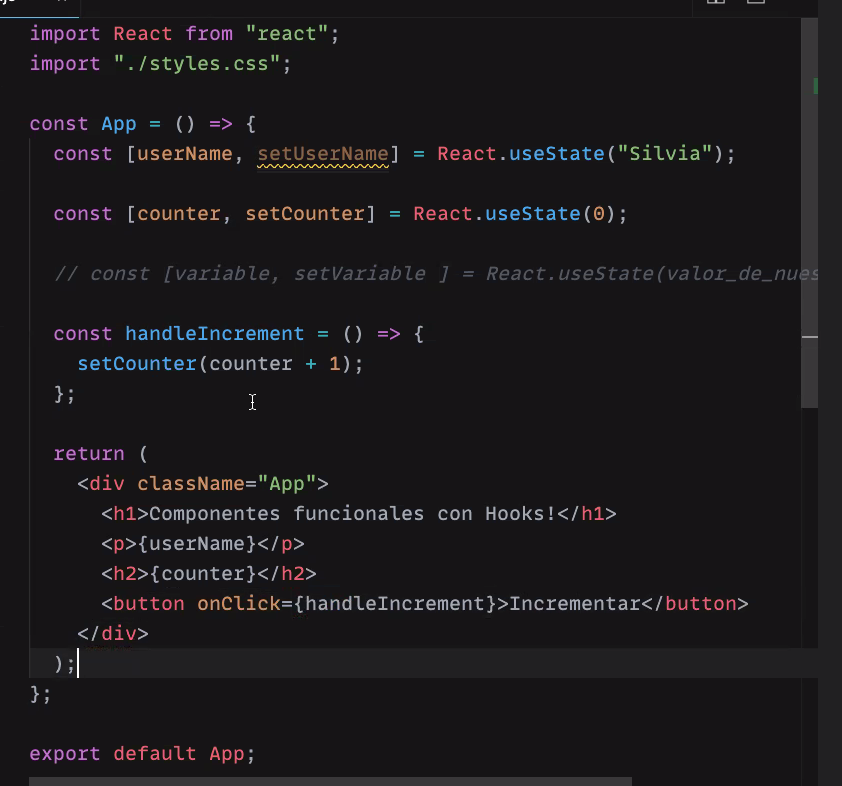 import React from "react";
import "./styles.css";
const App = () => {
const [userName, setUserName] = React.useState("Silvia");
const [counter, setCounter] = React.useState(0);
// const [variable, setVariable ] = React.useState(valor_de_nues
const handleIncrement = () => {
setCounter(counter + 1);
};
return (
<div className="App">
<h1>Componentes funcionales con Hooks!</h1>
<p>{userName}</p>
<h2>{counter}</h2>
<button onClick={handleIncrement}>Incrementar</button>
</div>
);
};
export default App;